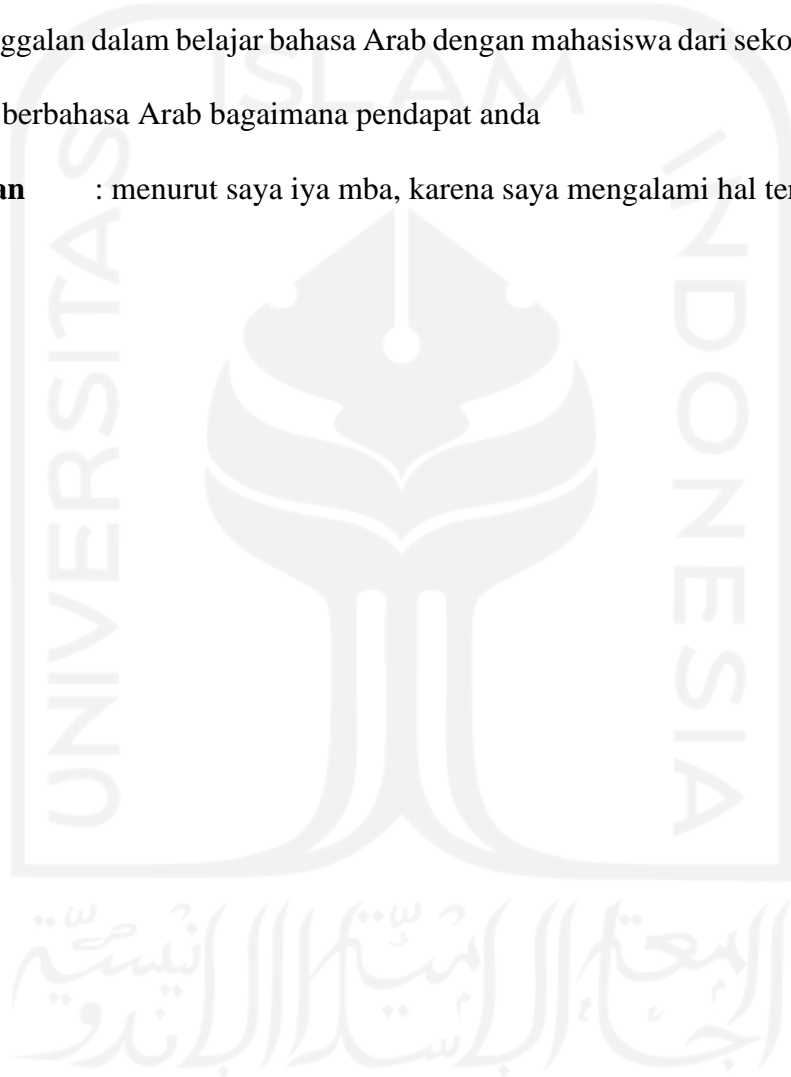 ggalan dalam belajar bahasa Arab dengan mahasiswa dari seko
berbahasa Arab bagaimana pendapat anda
an : menurut saya iya mba, karena saya mengalami hal ter
ISLAM
UNIVERSITAS
INDONESIA